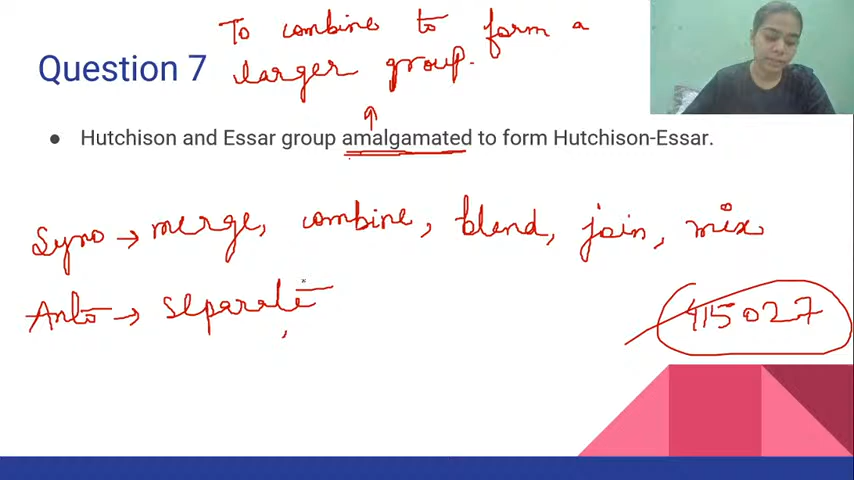 To combine to form a
larger group.
Question 7
● Hutchison and Essar group amalgamated to form Hutchison-Essar.
Syno → merge, combine, blend, join, mix
Anto → separate
,
415027